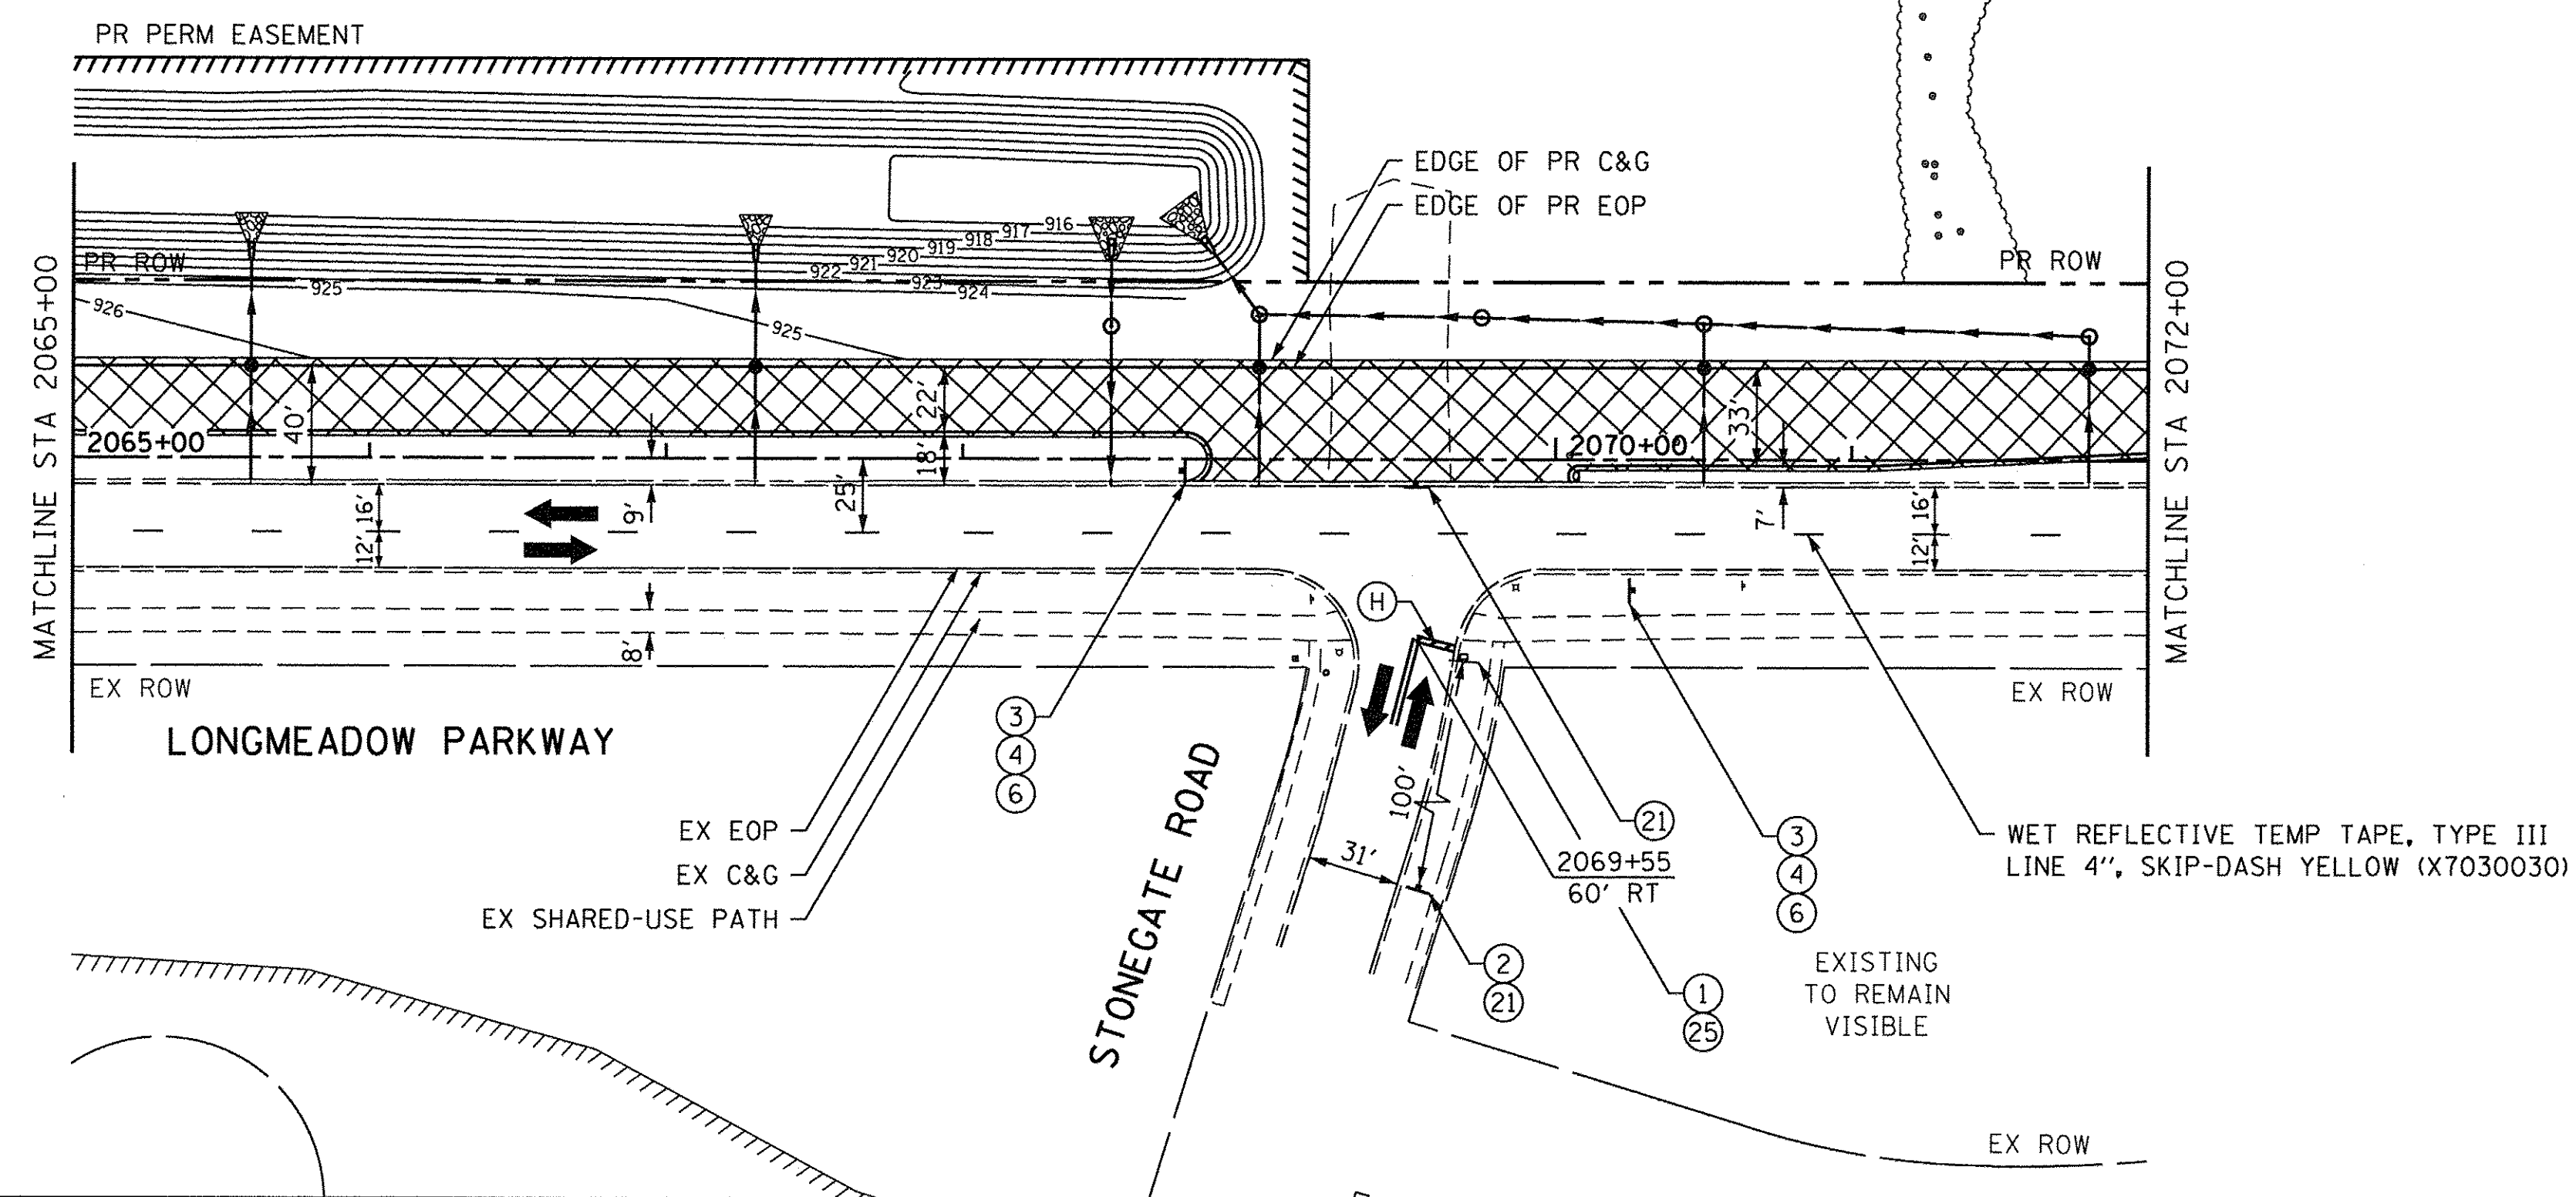 PR PERM EASEMENT
EDGE OF PR C&G
EDGE OF PR EOP
916
917
918
919
920
921
922
923
924
925
926
925
PR ROW
PR ROW
MATCHLINE STA 2065+00
MATCHLINE STA 2072+00
2065+00
2070+00
40'
22'
18'
33'
16'
12'
9'
25'
7'
16'
12'
8'
H
EX ROW
EX ROW
LONGMEADOW PARKWAY
3
4
6
STONEGATE ROAD
100'
31'
EX EOP
EX C&G
EX SHARED-USE PATH
21
2069+55
60' RT
3
4
6
WET REFLECTIVE TEMP TAPE, TYPE III
LINE 4", SKIP-DASH YELLOW (X7030030)
2
21
1
25
EXISTING
TO REMAIN
VISIBLE
EX ROW